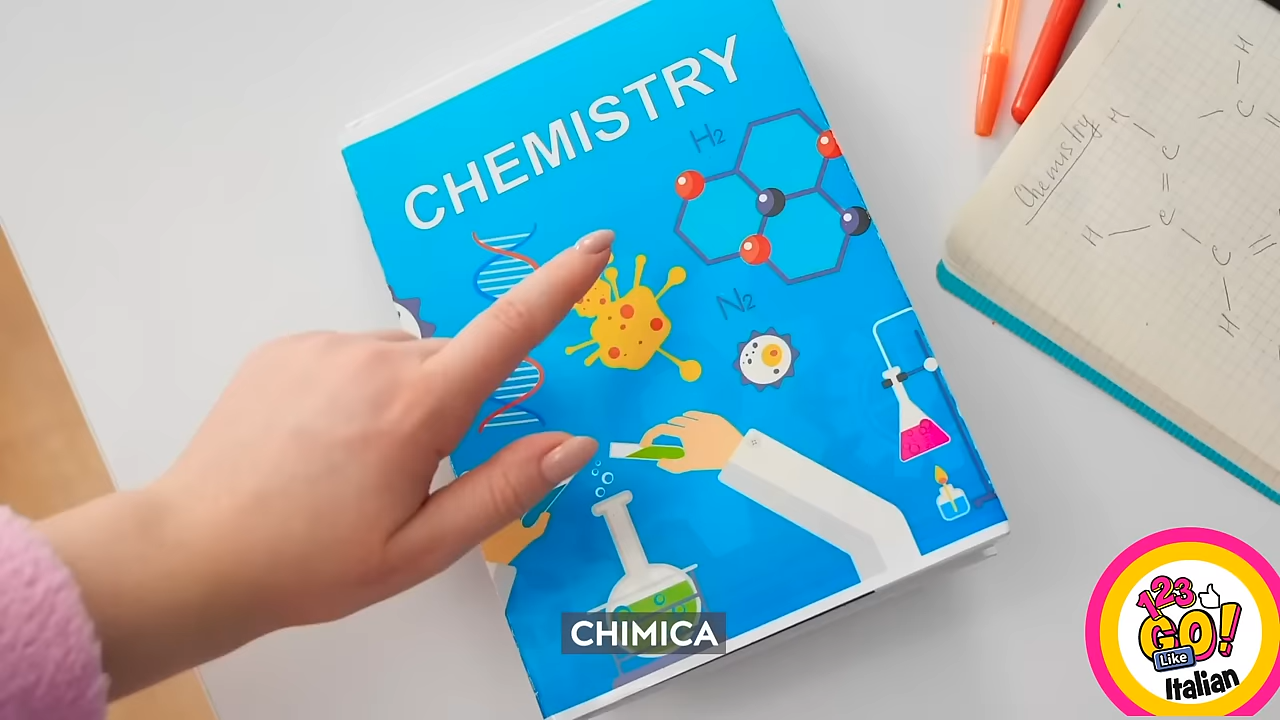 CHEMISTRY
H2
N2
Chemistry
H
C
H
C
C
H
C
H
CHIMICA
123
GO!
Like
Italian